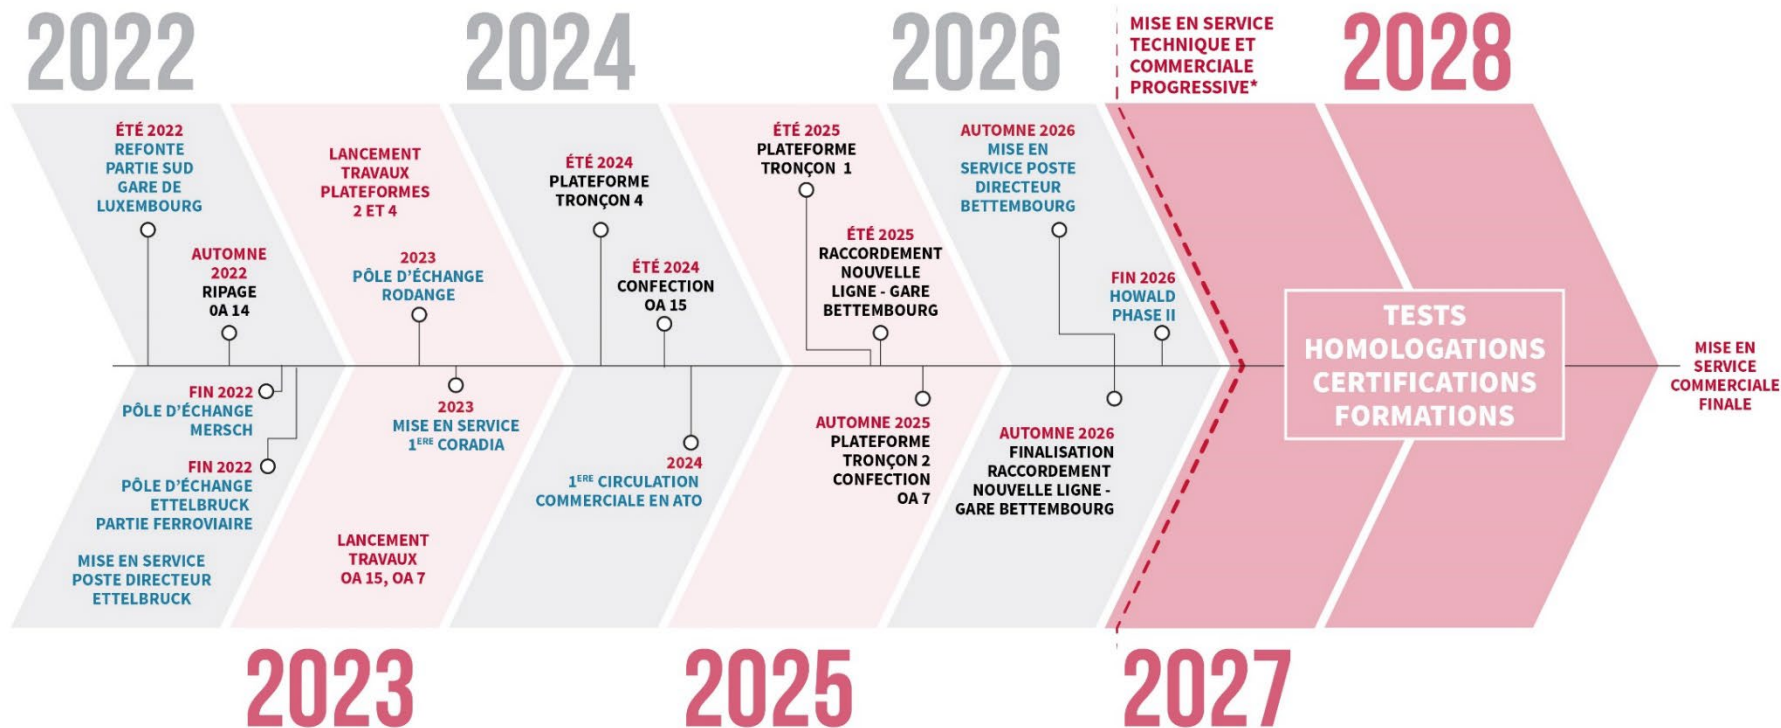 2022
2024
2026
MISE EN SERVICE
TECHNIQUE ET
COMMERCIALE
PROGRESSIVE*
2028
ÉTÉ 2022
REFONTE
PARTIE SUD
GARE DE
LUXEMBOURG
AUTOMNE
2022
RIPAGE
OA 14
FIN 2022
PÔLE D'ÉCHANGE
MERSCH
FIN 2022
PÔLE D'ÉCHANGE
ETTELBRUCK
PARTIE FERROVIAIRE
MISE EN SERVICE
POSTE DIRECTEUR
ETTELBRUCK
LANCEMENT
TRAVAUX
PLATEFORMES
2 ET 4
2023
PÔLE D'ÉCHANGE
RODANGE
2023
MISE EN SERVICE
1ERE CORADIA
LANCEMENT
TRAVAUX
OA 15, OA 7
ÉTÉ 2024
PLATEFORME
TRONÇON 4
ÉTÉ 2024
CONFECTION
OA 15
2024
1ERE CIRCULATION
COMMERCIALE EN ATO
ÉTÉ 2025
PLATEFORME
TRONÇON 1
ÉTÉ 2025
RACCORDEMENT
NOUVELLE
LIGNE - GARE
BETTEMBOURG
AUTOMNE 2025
PLATEFORME
TRONÇON 2
CONFECTION
OA 7
AUTOMNE 2026
MISE EN
SERVICE POSTE
DIRECTEUR
BETTEMBOURG
FIN 2026
HOWALD
PHASE II
AUTOMNE 2026
FINALISATION
RACCORDEMENT
NOUVELLE LIGNE -
GARE BETTEMBOURG
TESTS
HOMOLOGATIONS
CERTIFICATIONS
FORMATIONS
MISE EN
SERVICE
COMMERCIALE
FINALE
2023
2025
2027